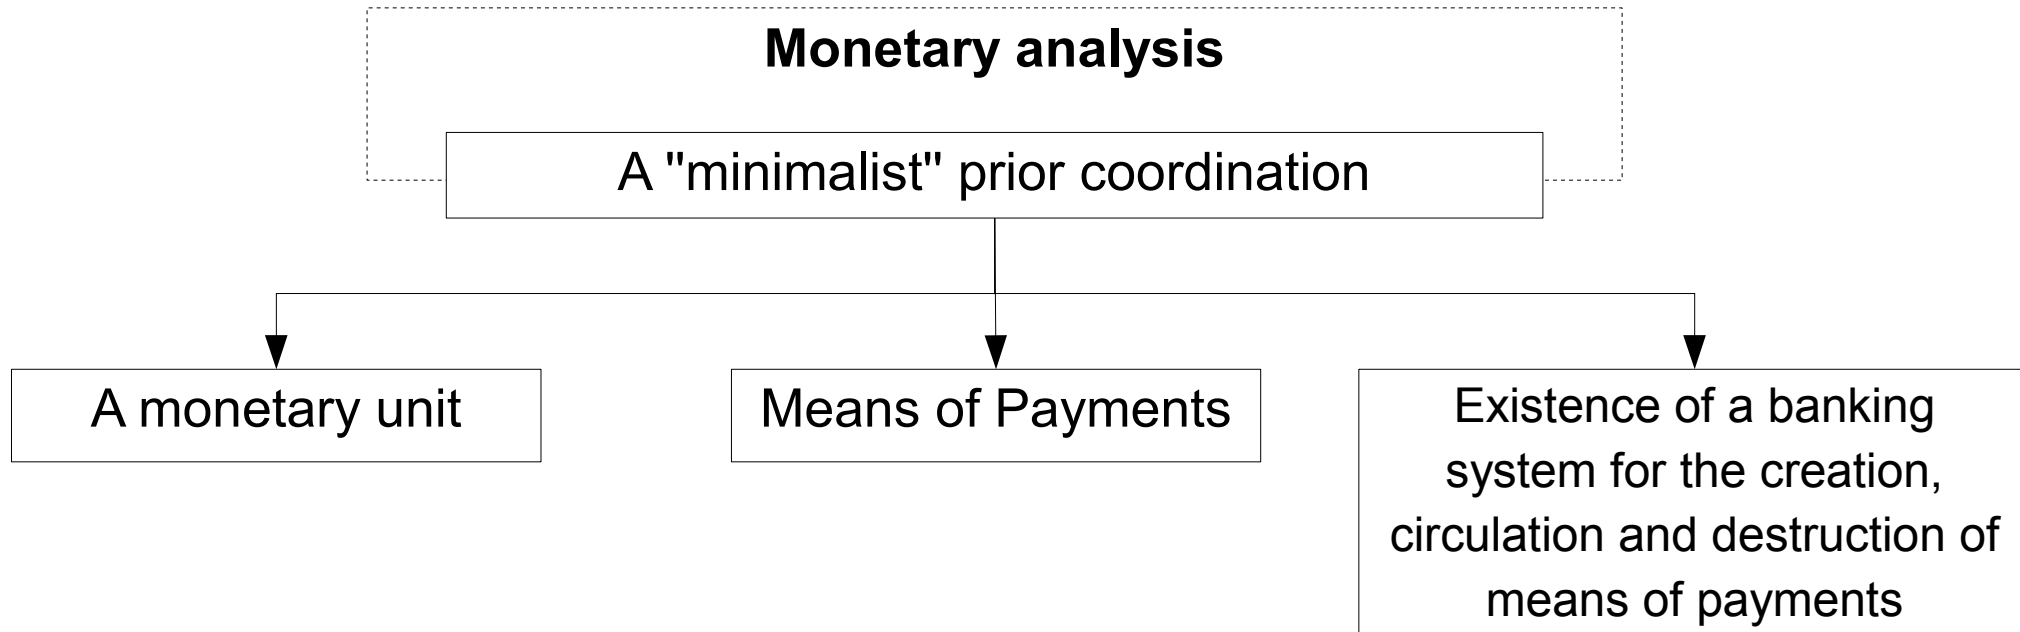 Monetary analysis
A "minimalist" prior coordination
A monetary unit
Means of Payments
Existence of a banking
system for the creation,
circulation and destruction of
means of payments